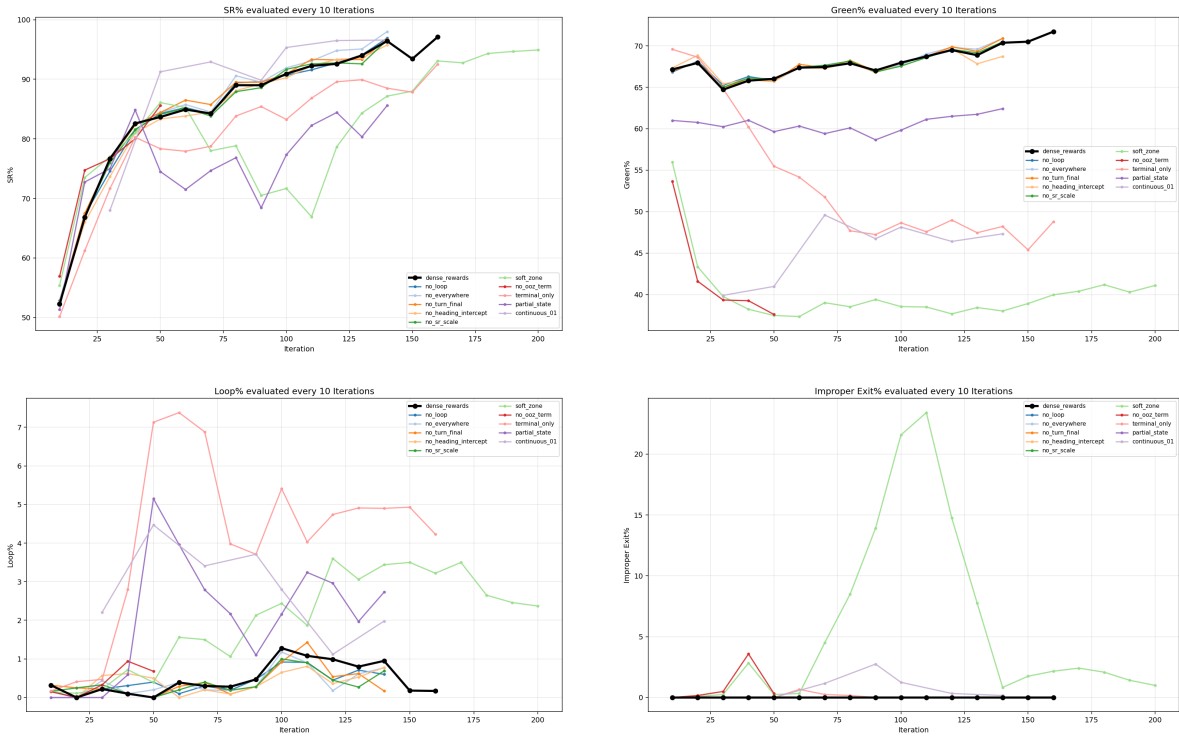 SR% evaluated every 10 Iterations
100
90
80
70
60
50
SR%
25
50
75
100
125
150
175
200
Iteration
dense_rewards
no_loop
no_everywhere
no_turn_final
no_heading_intercept
no_sr_scale
soft_zone
no_ooz_term
terminal_only
partial_state
continuous_01
Green% evaluated every 10 Iterations
70
65
60
55
50
45
40
Green%
25
50
75
100
125
150
175
200
Iteration
dense_rewards
no_loop
no_everywhere
no_turn_final
no_heading_intercept
no_sr_scale
soft_zone
no_ooz_term
terminal_only
partial_state
continuous_01
Loop% evaluated every 10 Iterations
7
6
5
4
3
2
1
0
Loop%
25
50
75
100
125
150
175
200
Iteration
dense_rewards
no_loop
no_everywhere
no_turn_final
no_heading_intercept
no_sr_scale
soft_zone
no_ooz_term
terminal_only
partial_state
continuous_01
Improper Exit% evaluated every 10 Iterations
20
15
10
5
0
Improper Exit%
25
50
75
100
125
150
175
200
Iteration
dense_rewards
no_loop
no_everywhere
no_turn_final
no_heading_intercept
no_sr_scale
soft_zone
no_ooz_term
terminal_only
partial_state
continuous_01